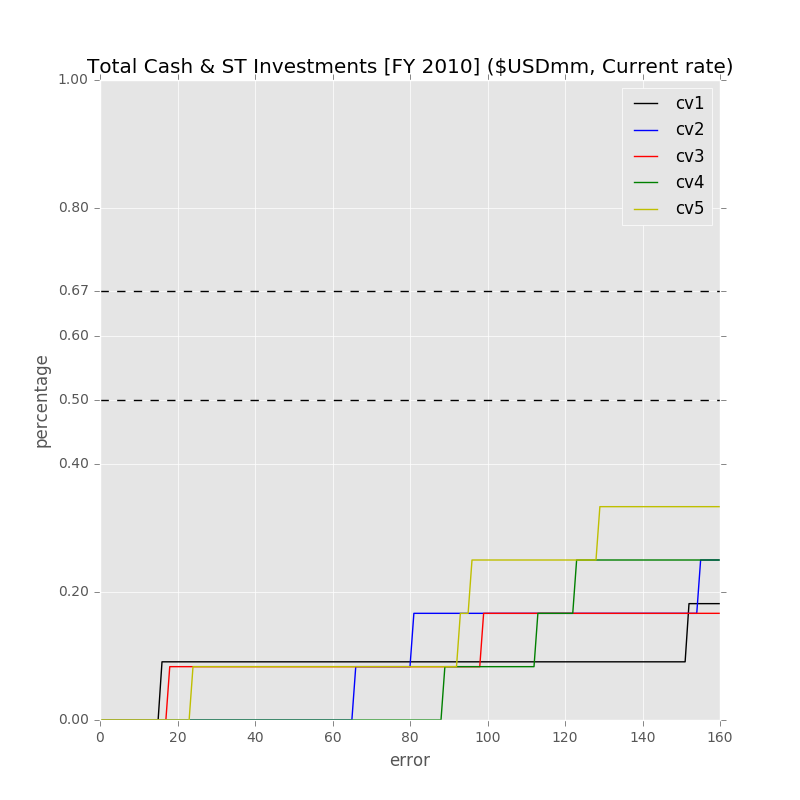 Total Cash & ST Investments [FY 2010] ($USDmm, Current rate)
1.00
0.80
0.67
0.60
0.50
0.40
0.20
0.00
percentage
cv1
cv2
cv3
cv4
cv5
0 20 40 60 80 100 120 140 160
error